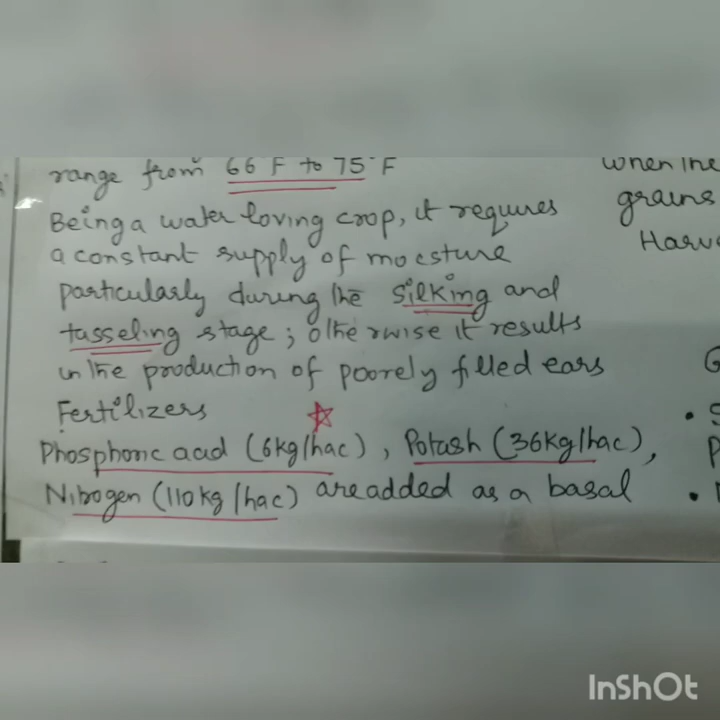 range from 66 F to 75°F
Being a water loving crop, it requires
a constant supply of moisture
particularly during the silking and
tasseling stage; otherwise it results
in the production of poorely filled ears
Fertilizers
Phosphoric acid (6kg/hac), Potash (36kg/hac),
Nitrogen (110kg/hac) are added as a basal
when the
grains
Harv
InShOt